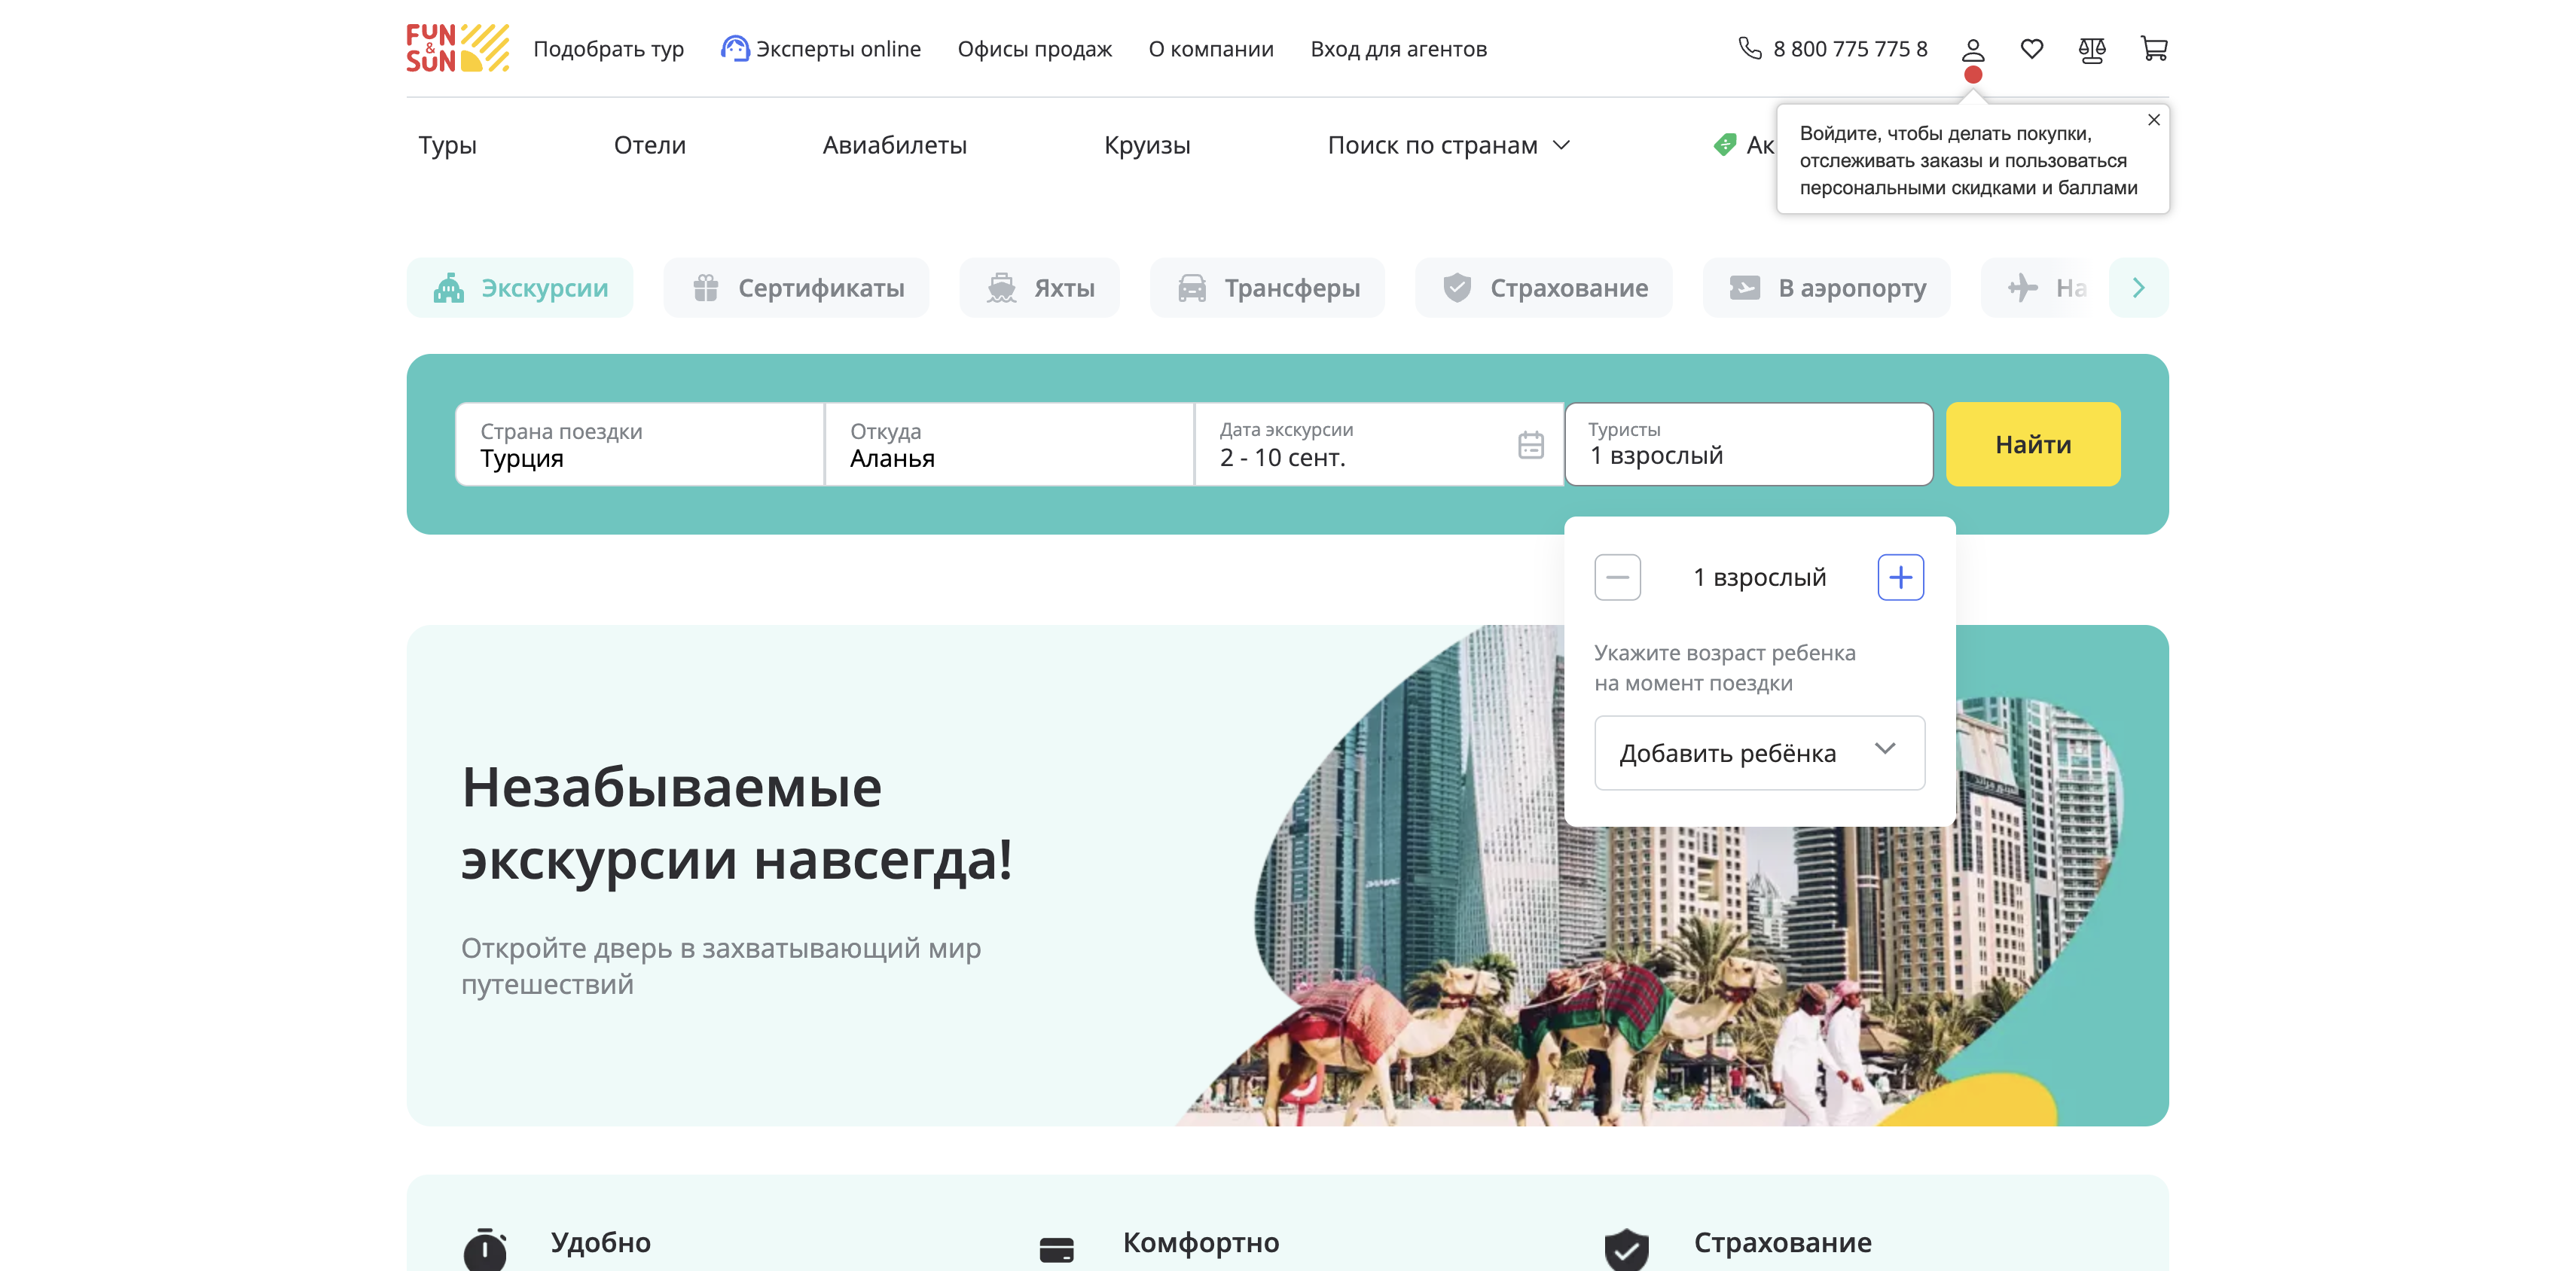 FUN
&
SUN
Подобрать тур
Эксперты online
Офисы продаж
О компании
Вход для агентов
8 800 775 775 8
Туры
Отели
Авиабилеты
Круизы
Поиск по странам
Ак
Войдите, чтобы делать покупки,
отслеживать заказы и пользоваться
персональными скидками и баллами
Экскурсии
Сертификаты
Яхты
Трансферы
Страхование
В аэропорту
На
Страна поездки
Турция
Откуда
Аланья
Дата экскурсии
2 - 10 сент.
Туристы
1 взрослый
Найти
1 взрослый
Укажите возраст ребенка
на момент поездки
Добавить ребёнка
Незабываемые
экскурсии навсегда!
Откройте дверь в захватывающий мир
путешествий
DAMAC
Удобно
Комфортно
Страхование